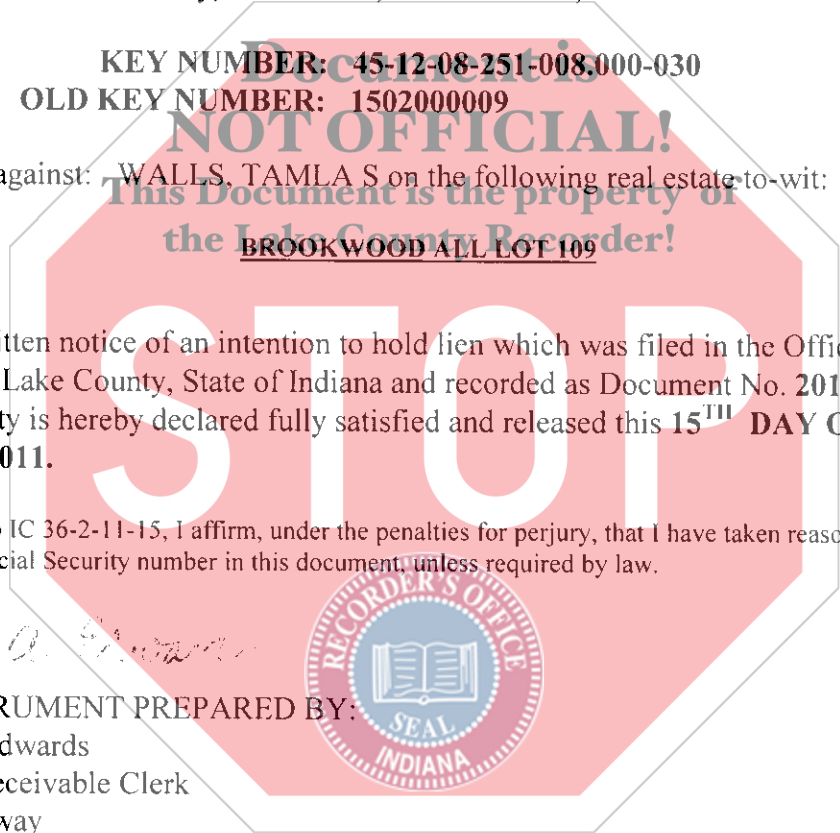 KEY NUMBER: 45-12-08-251-008.000-030
OLD KEY NUMBER: 1502000009
Document is
NOT OFFICIAL!
against: WALLS, TAMLA S on the following real estate to-wit:
This Document is the property of
the Lake County Recorder!
BROOKWOOD ALL LOT 109
STOP
itten notice of an intention to hold lien which was filed in the Offi
Lake County, State of Indiana and recorded as Document No. 201
ty is hereby declared fully satisfied and released this 15TH DAY O
011.
IC 36-2-11-15, I affirm, under the penalties for perjury, that I have taken reaso
cial Security number in this document, unless required by law.
RECORDER'S OFFICE
SEAL
INDIANA
RUMENT PREPARED BY:
dwards
eceivable Clerk
way